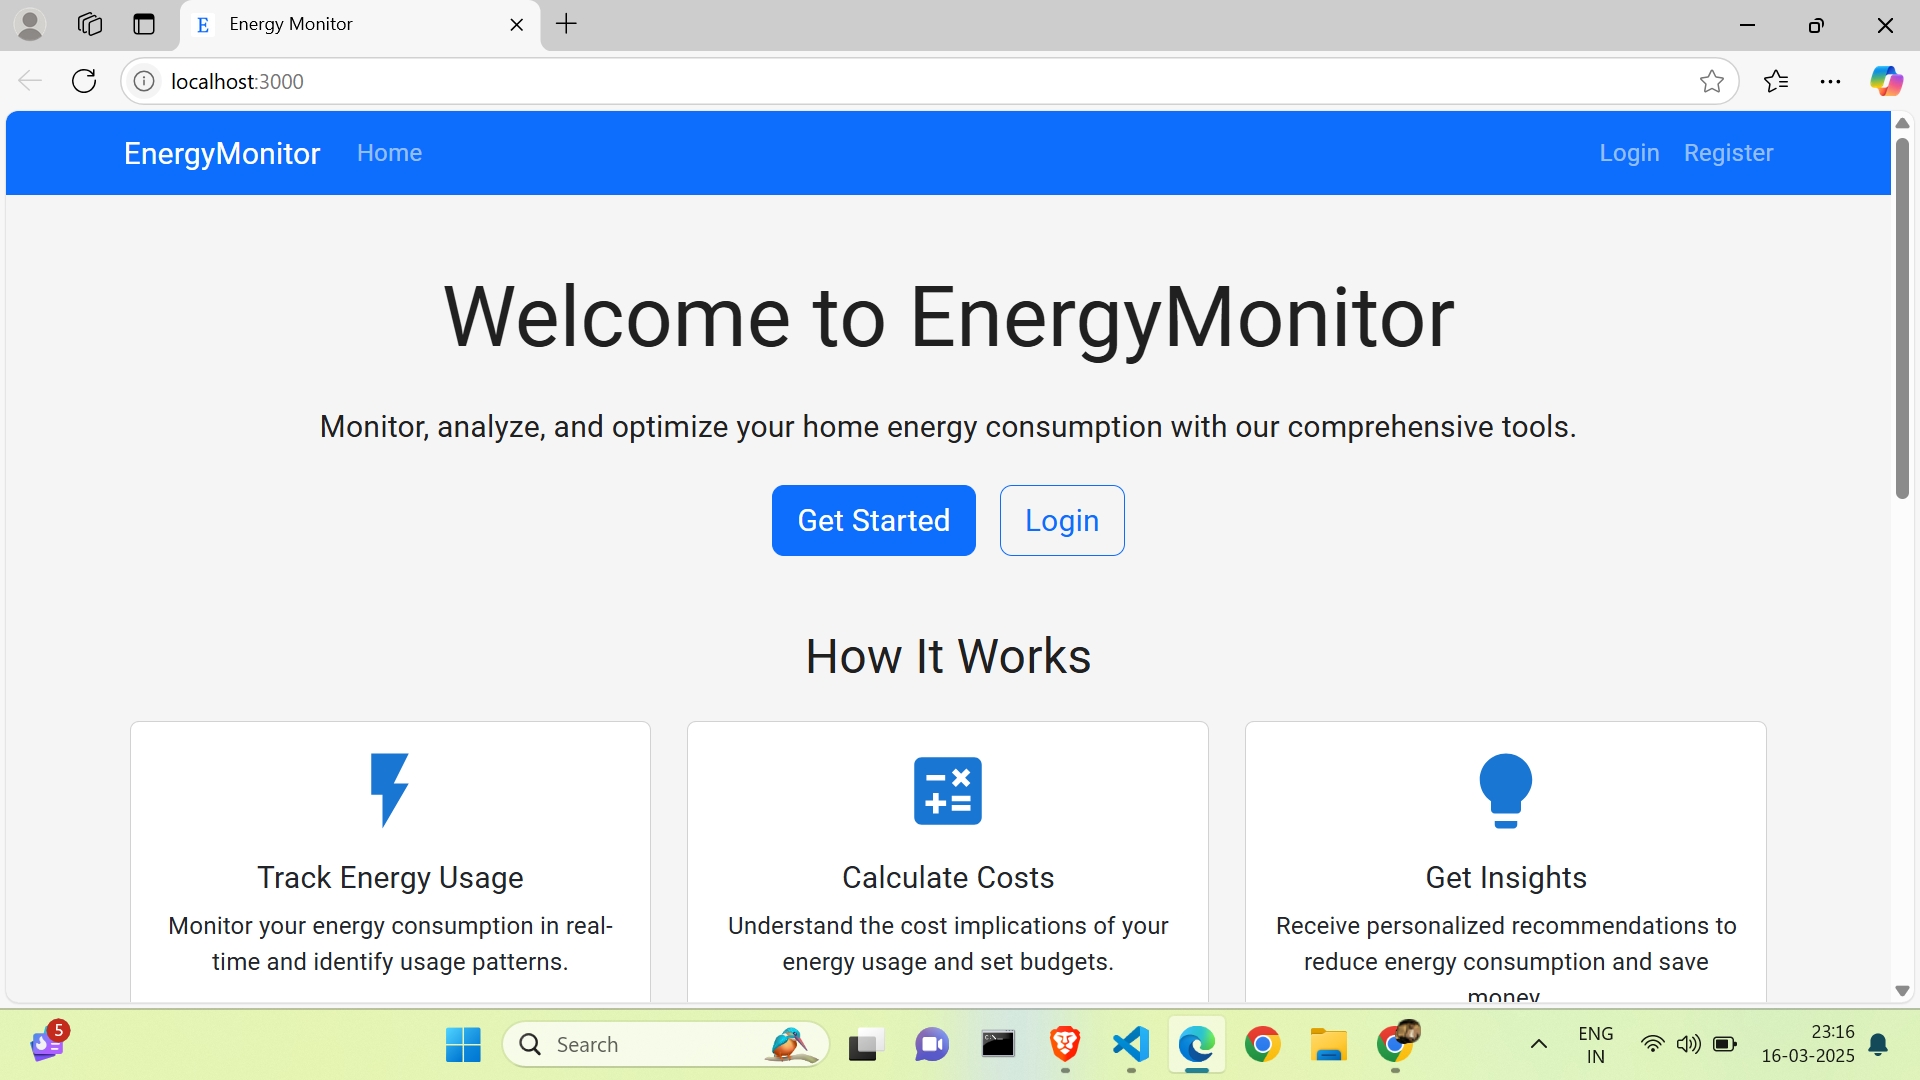 E Energy Monitor
localhost:3000
EnergyMonitor Home Login Register
Welcome to EnergyMonitor
Monitor, analyze, and optimize your home energy consumption with our comprehensive tools.
Get Started Login
How It Works
Track Energy Usage
Monitor your energy consumption in real-
time and identify usage patterns.
Calculate Costs
Understand the cost implications of your
energy usage and set budgets.
Get Insights
Receive personalized recommendations to
reduce energy consumption and save
money.
5
Search
ENG
IN
23:16
16-03-2025